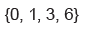 {0, 1, 3, 6}